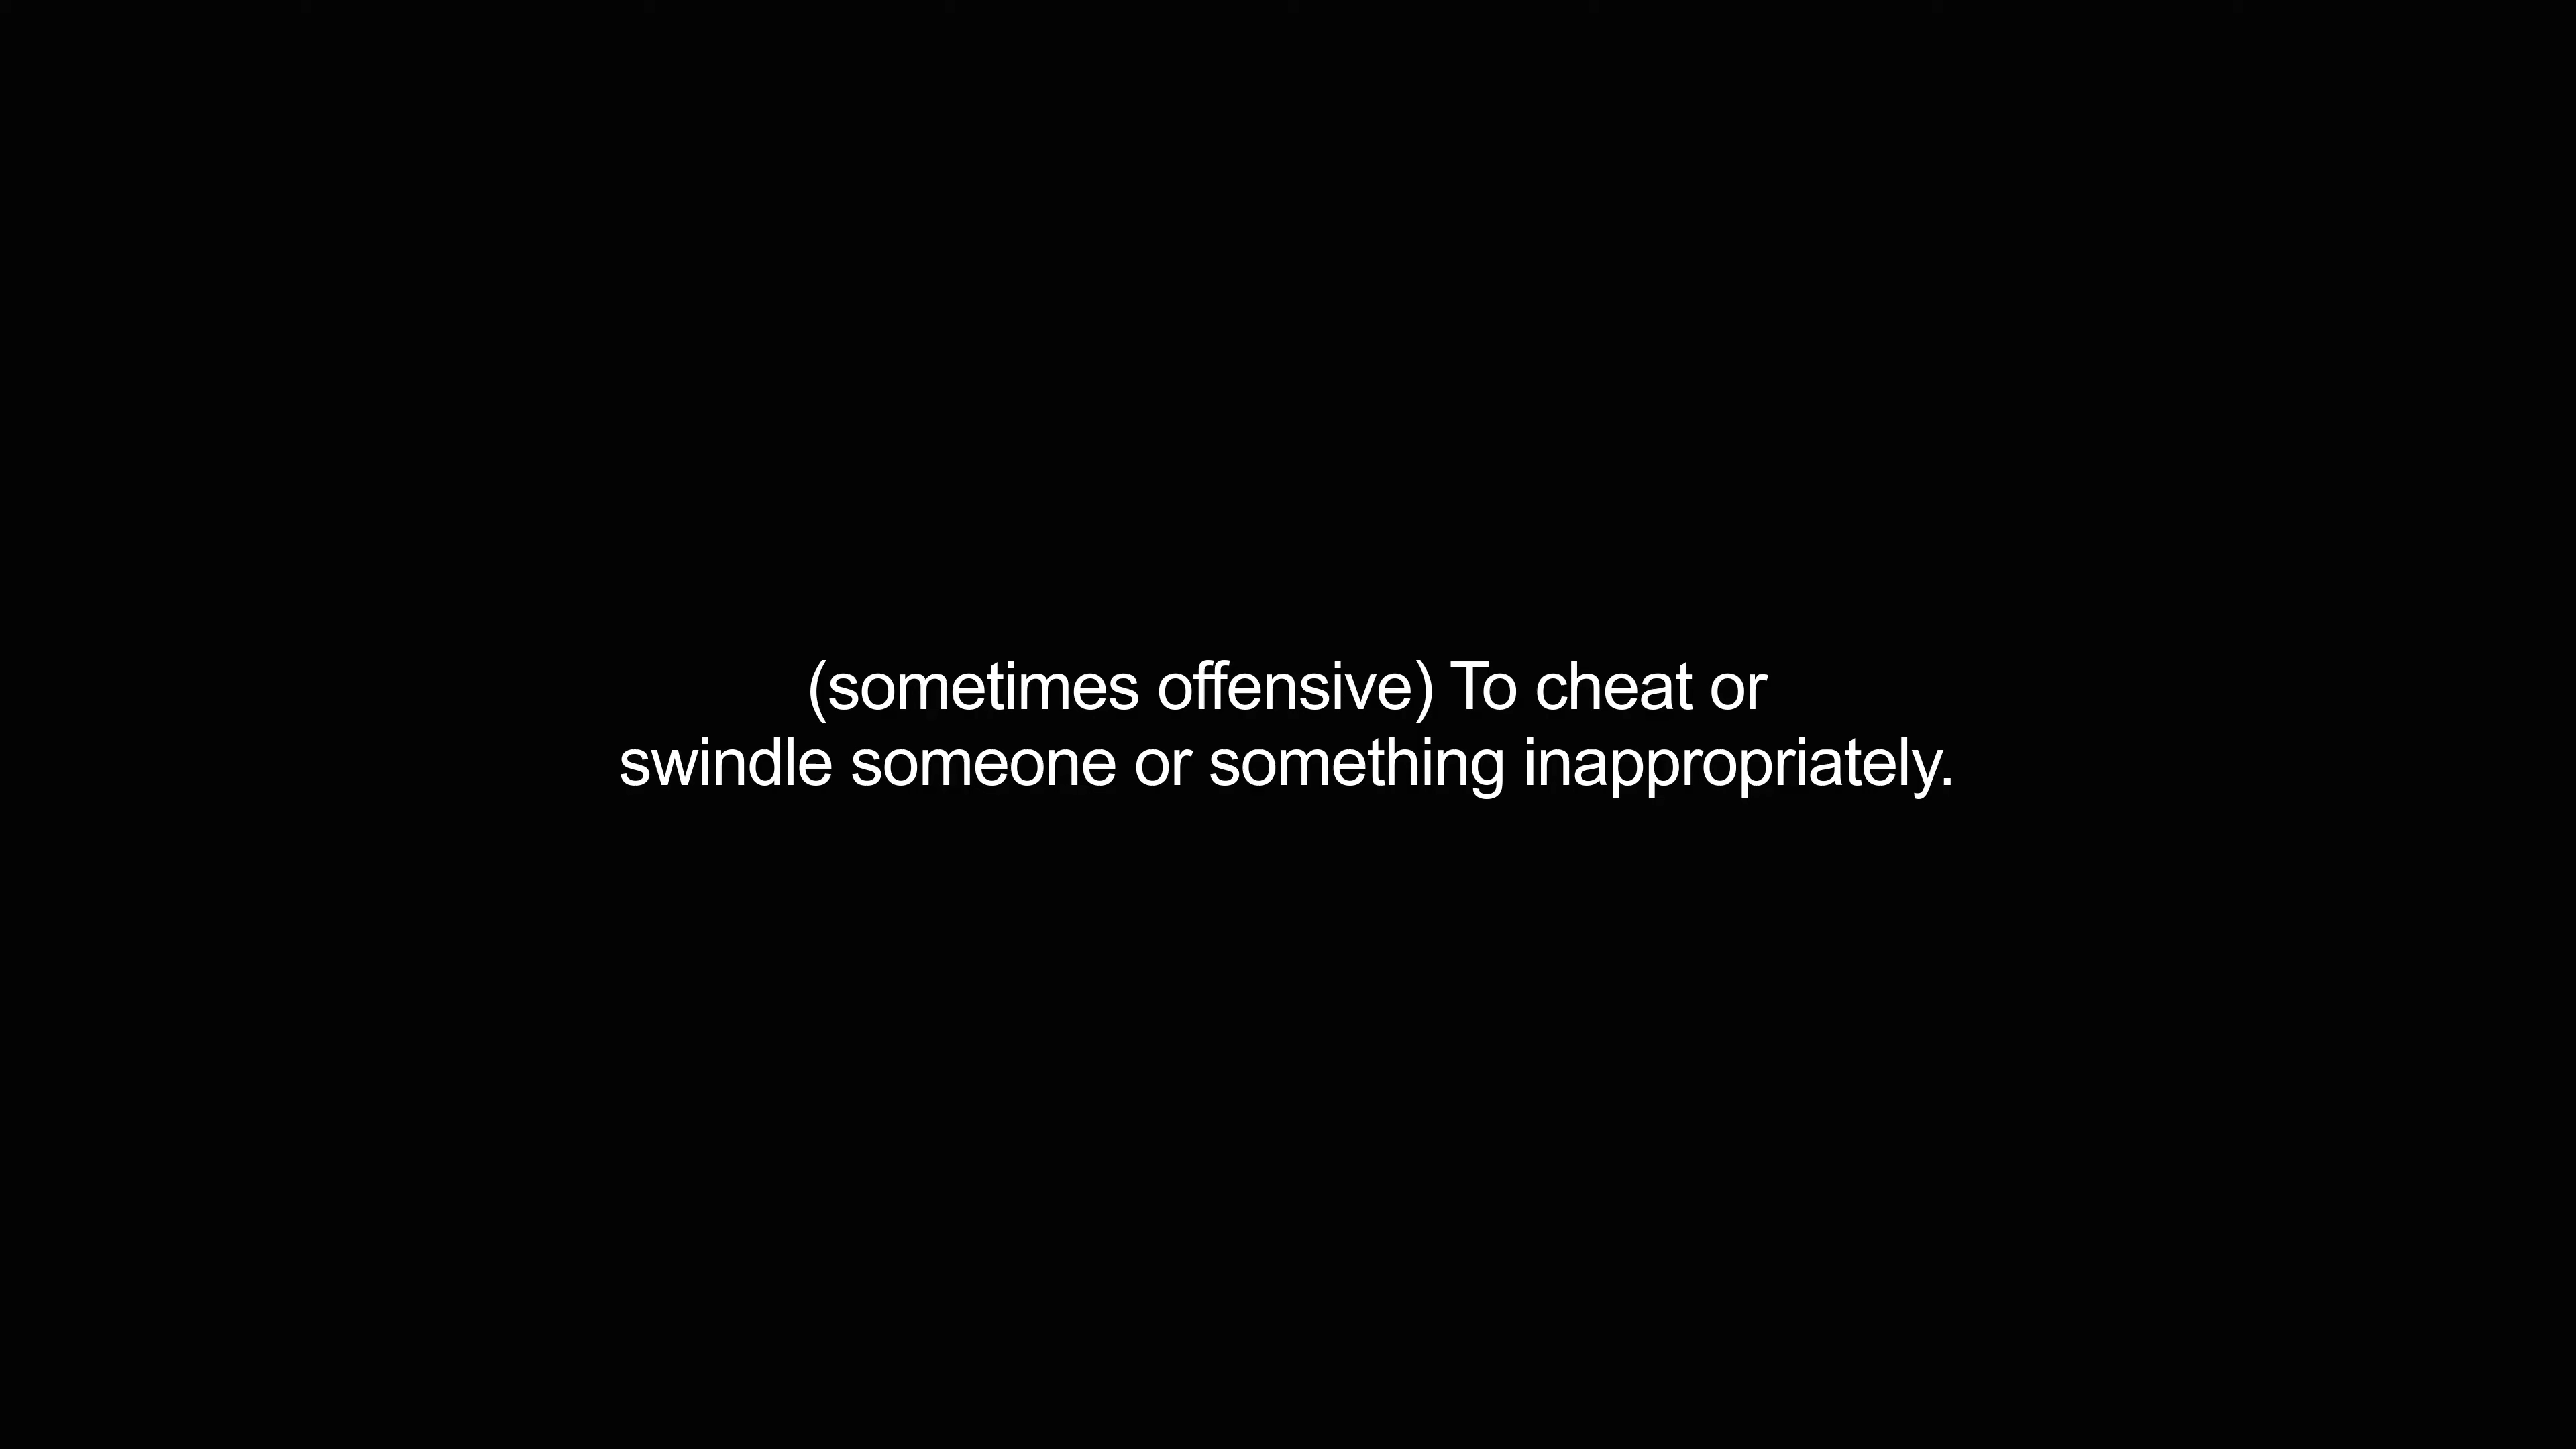 (sometimes offensive) To cheat or
swindle someone or something inappropriately.